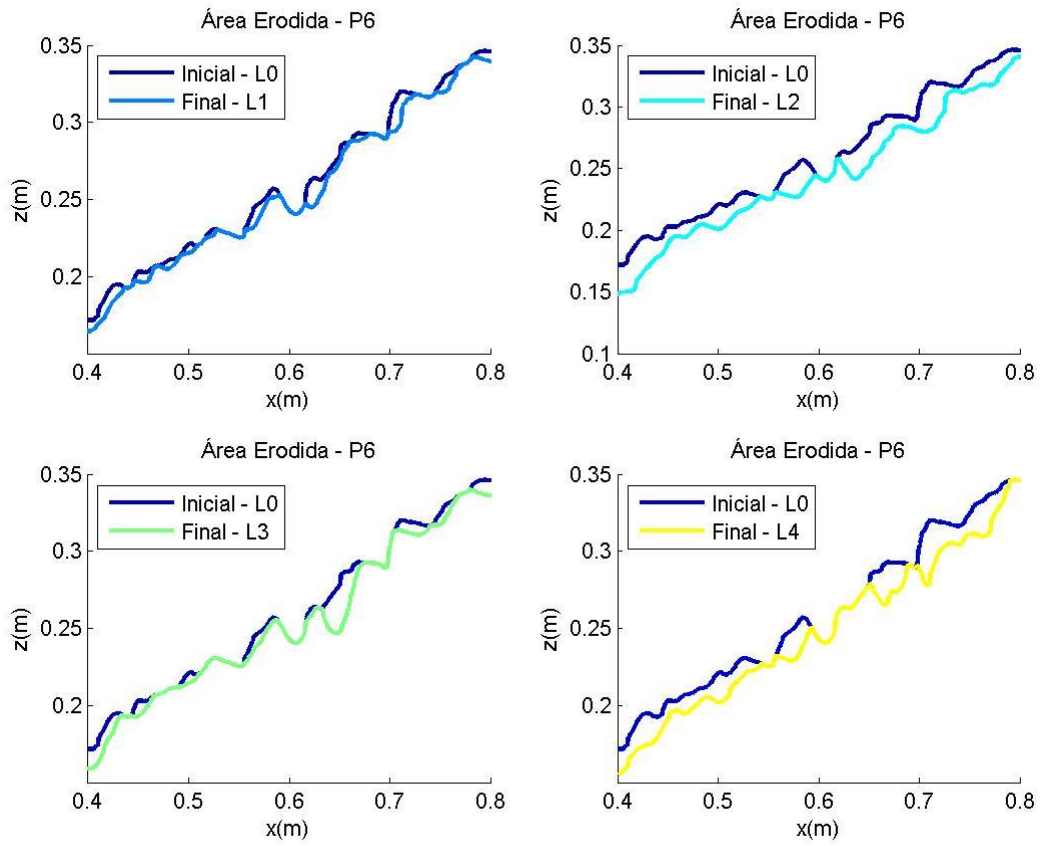 Área Erodida - P6
Inicial - L0
Final - L1
z(m)
0.35
0.3
0.25
0.2
0.4 0.5 0.6 0.7 0.8
x(m)
Área Erodida - P6
Inicial - L0
Final - L2
z(m)
0.35
0.3
0.25
0.2
0.15
0.1
0.4 0.5 0.6 0.7 0.8
x(m)
Área Erodida - P6
Inicial - L0
Final - L3
z(m)
0.35
0.3
0.25
0.2
0.4 0.5 0.6 0.7 0.8
x(m)
Área Erodida - P6
Inicial - L0
Final - L4
z(m)
0.35
0.3
0.25
0.2
0.4 0.5 0.6 0.7 0.8
x(m)